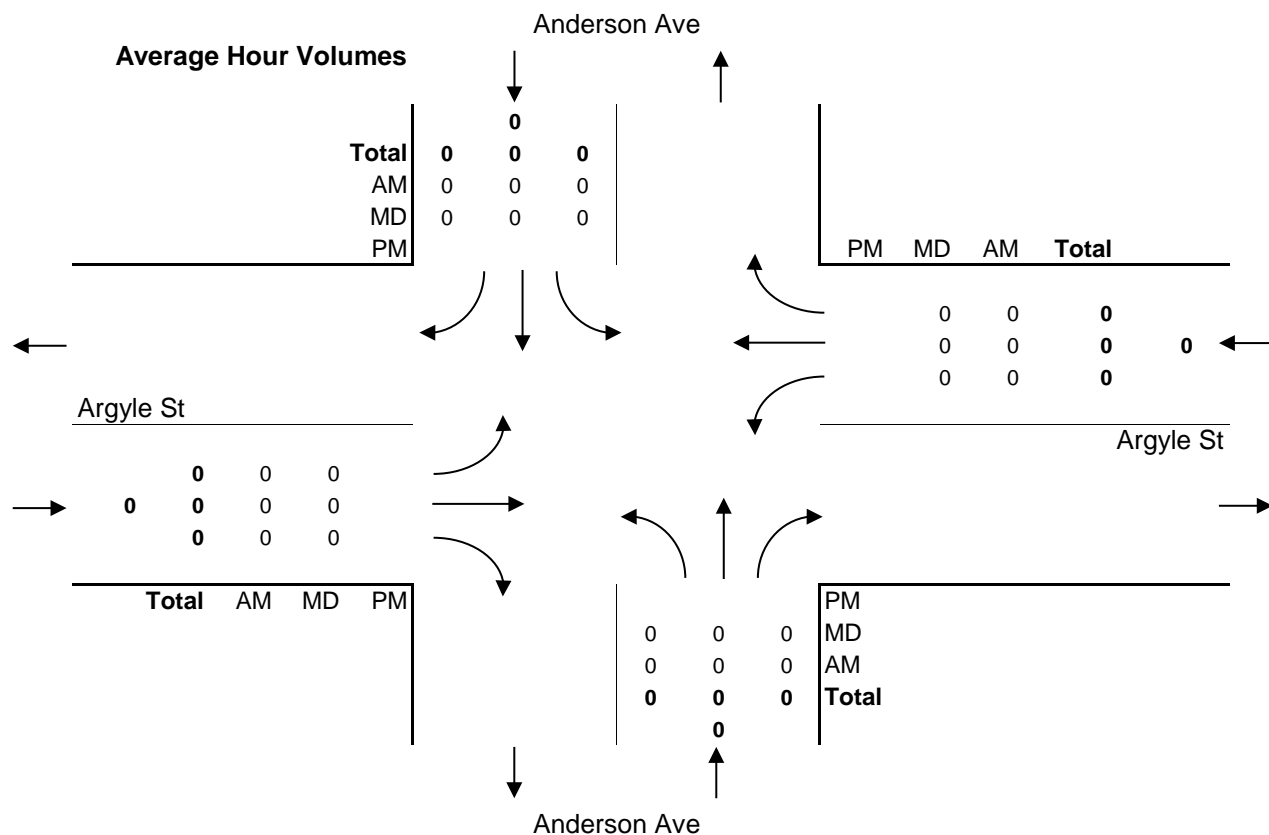 Anderson Ave
Average Hour Volumes
0
Total 0 0 0
AM 0 0 0
MD 0 0 0
PM
PM MD AM Total
0 0 0
0 0 0 0
0 0 0
Argyle St
Argyle St
0 0 0
0 0 0 0
0 0 0
Total AM MD PM
PM
0 0 0 MD
0 0 0 AM
0 0 0 Total
0
Anderson Ave